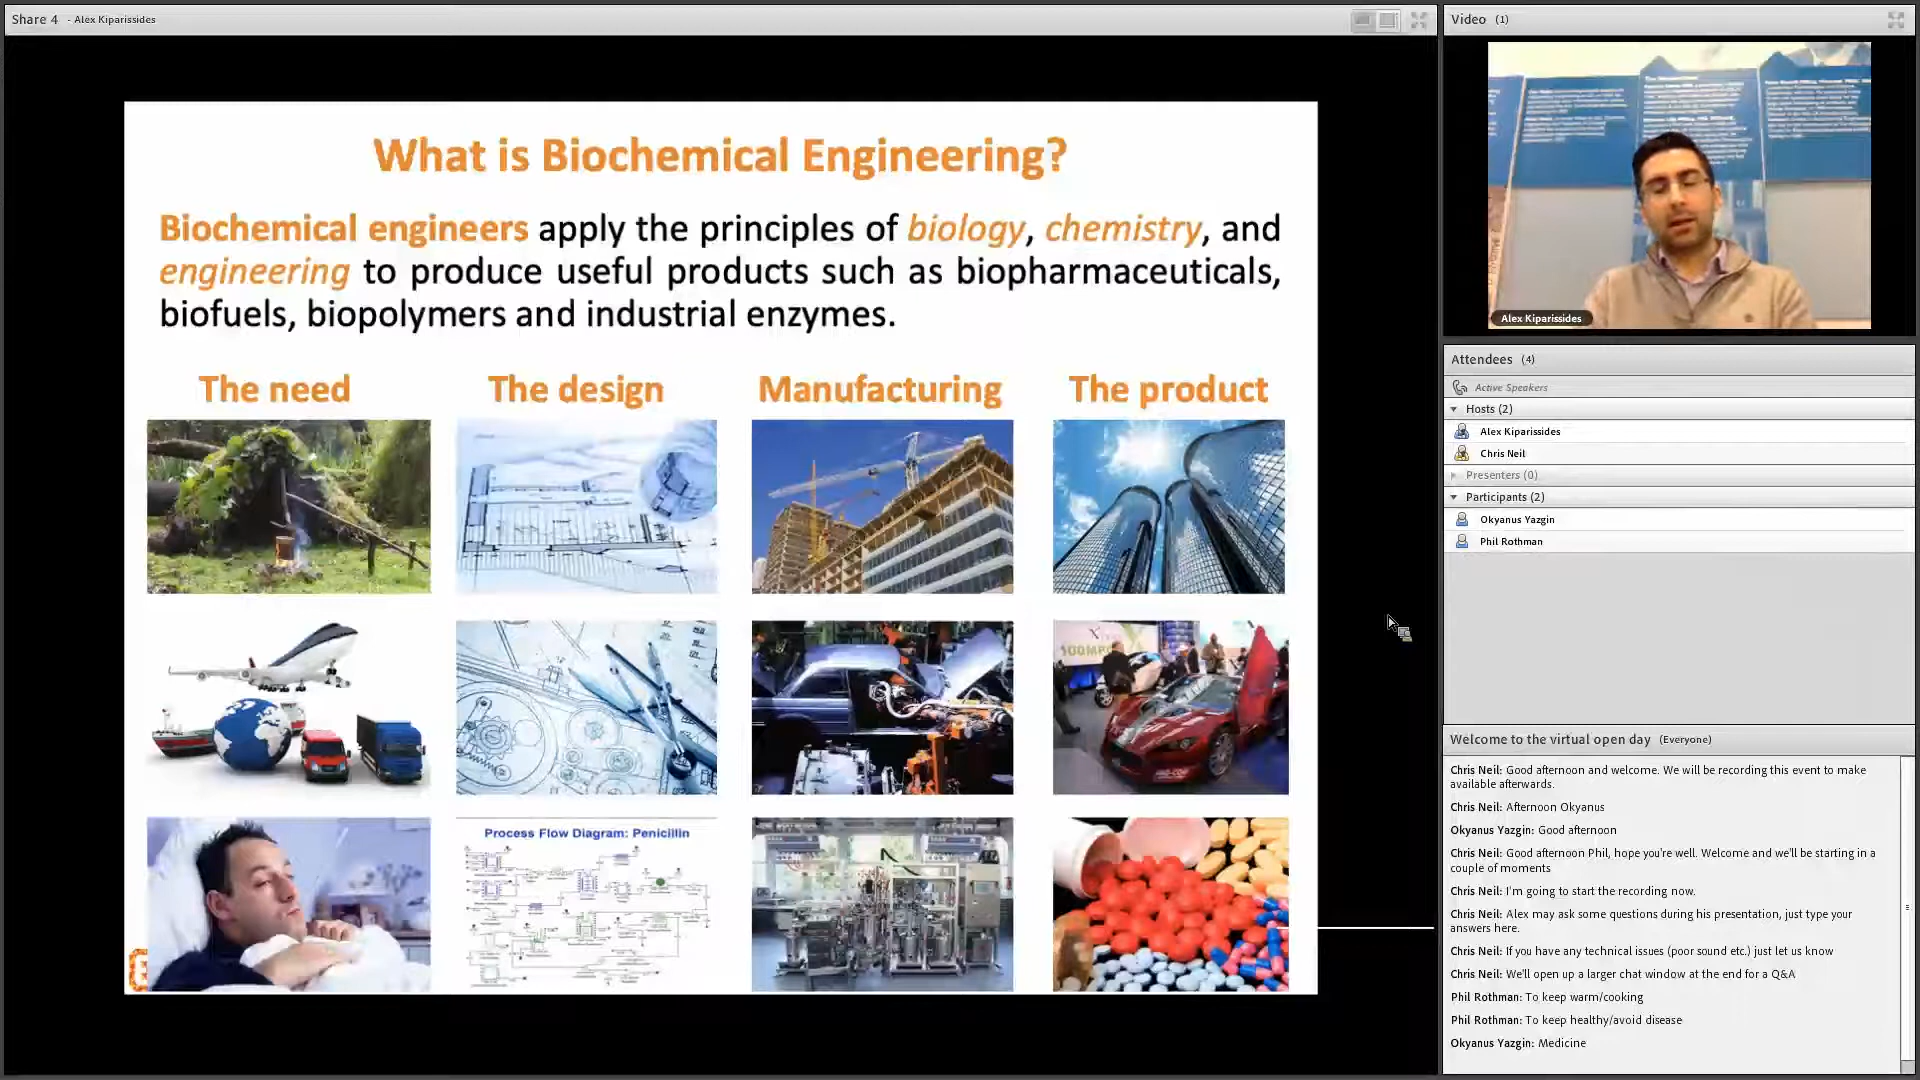 Share 4 - Alex Kiparissides
What is Biochemical Engineering?
Biochemical engineers apply the principles of biology, chemistry, and
engineering to produce useful products such as biopharmaceuticals,
biofuels, biopolymers and industrial enzymes.
The need
The design
Manufacturing
The product
Process Flow Diagram: Penicillin
Video (1)
Alex Kiparissides
Attendees (4)
Active Speakers
Hosts (2)
Alex Kiparissides
Chris Neil
Presenters (0)
Participants (2)
Okyanus Yazgin
Phil Rothman
Welcome to the virtual open day (Everyone)
Chris Neil: Good afternoon and welcome. We will be recording this event to make
available afterwards.
Chris Neil: Afternoon Okyanus
Okyanus Yazgin: Good afternoon
Chris Neil: Good afternoon Phil, hope you're well. Welcome and we'll be starting in a
couple of moments
Chris Neil: I'm going to start the recording now.
Chris Neil: Alex may ask some questions during his presentation, just type your
answers here.
Chris Neil: If you have any technical issues (poor sound etc.) just let us know
Chris Neil: We'll open up a larger chat window at the end for a Q&A
Phil Rothman: To keep warm/cooking
Phil Rothman: To keep healthy/avoid disease
Okyanus Yazgin: Medicine